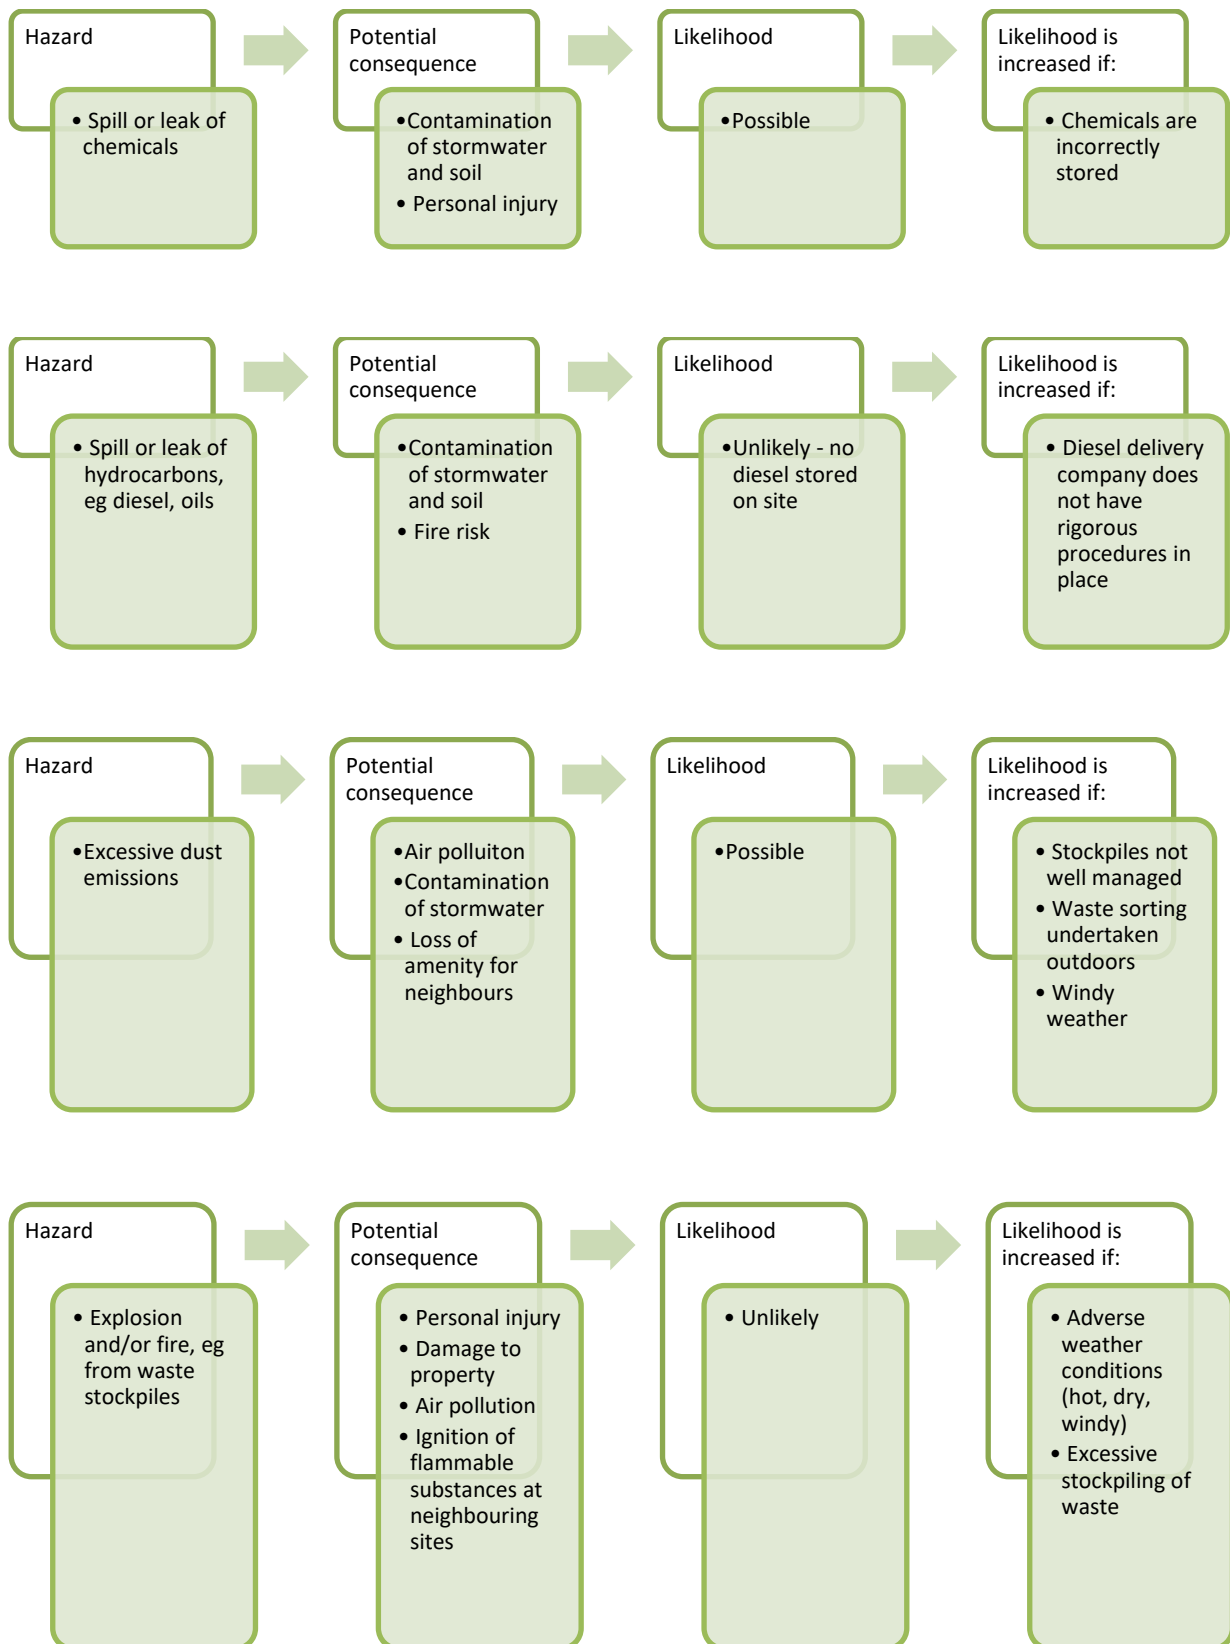 Hazard
• Spill or leak of
chemicals
Potential
consequence
•Contamination
of stormwater
and soil
• Personal injury
Likelihood
•Possible
Likelihood is
increased if:
• Chemicals are
incorrectly
stored
Hazard
• Spill or leak of
hydrocarbons,
eg diesel, oils
Potential
consequence
•Contamination
of stormwater
and soil
• Fire risk
Likelihood
•Unlikely - no
diesel stored
on site
Likelihood is
increased if:
• Diesel delivery
company does
not have
rigorous
procedures in
place
Hazard
•Excessive dust
emissions
Potential
consequence
•Air polluiton
•Contamination
of stormwater
• Loss of
amenity for
neighbours
Likelihood
•Possible
Likelihood is
increased if:
• Stockpiles not
well managed
• Waste sorting
undertaken
outdoors
• Windy
weather
Hazard
• Explosion
and/or fire, eg
from waste
stockpiles
Potential
consequence
• Personal injury
• Damage to
property
• Air pollution
• Ignition of
flammable
substances at
neighbouring
sites
Likelihood
• Unlikely
Likelihood is
increased if:
• Adverse
weather
conditions
(hot, dry,
windy)
• Excessive
stockpiling of
waste